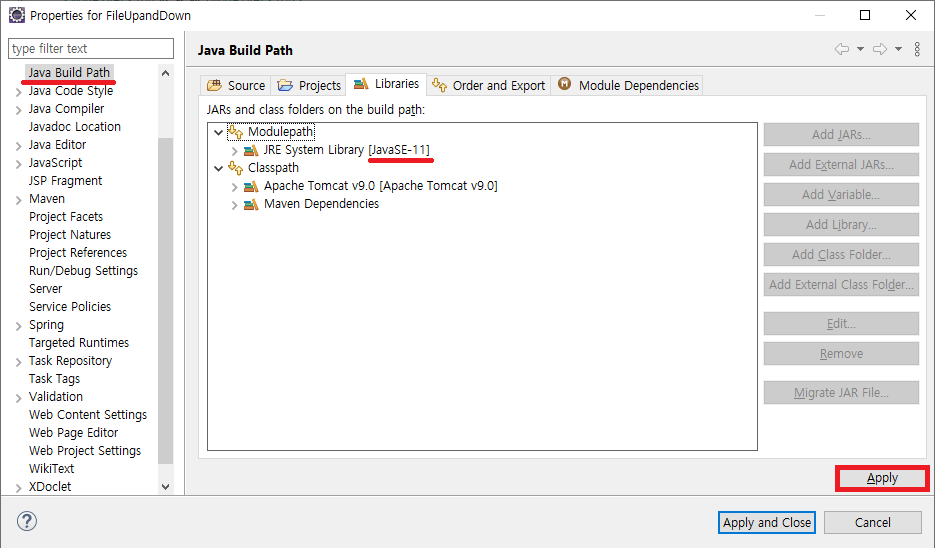 Properties for FileUpandDown
type filter text
Java Build Path
Java Code Style
Java Compiler
Javadoc Location
Java Editor
JavaScript
JSP Fragment
Maven
Project Facets
Project Natures
Project References
Run/Debug Settings
Server
Service Policies
Spring
Targeted Runtimes
Task Repository
Task Tags
Validation
Web Content Settings
Web Page Editor
Web Project Settings
WikiText
XDoclet
Java Build Path
Source Projects Libraries Order and Export Module Dependencies
JARs and class folders on the build path:
Modulepath
JRE System Library [JavaSE-11]
Classpath
Apache Tomcat v9.0 [Apache Tomcat v9.0]
Maven Dependencies
Add JARs...
Add External JARs...
Add Variable...
Add Library...
Add Class Folder...
Add External Class Folder...
Edit...
Remove
Migrate JAR File...
Apply
Apply and Close Cancel